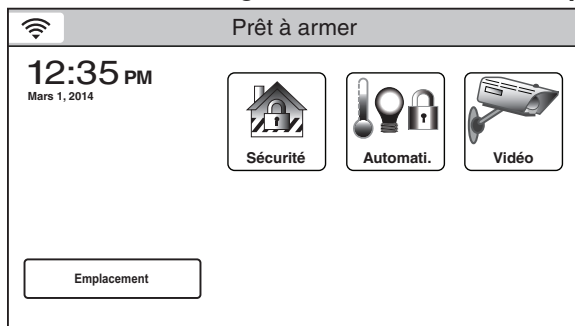 Prêt à armer
12:35 PM
Mars 1, 2014
Sécurité
Automati.
Vidéo
Emplacement